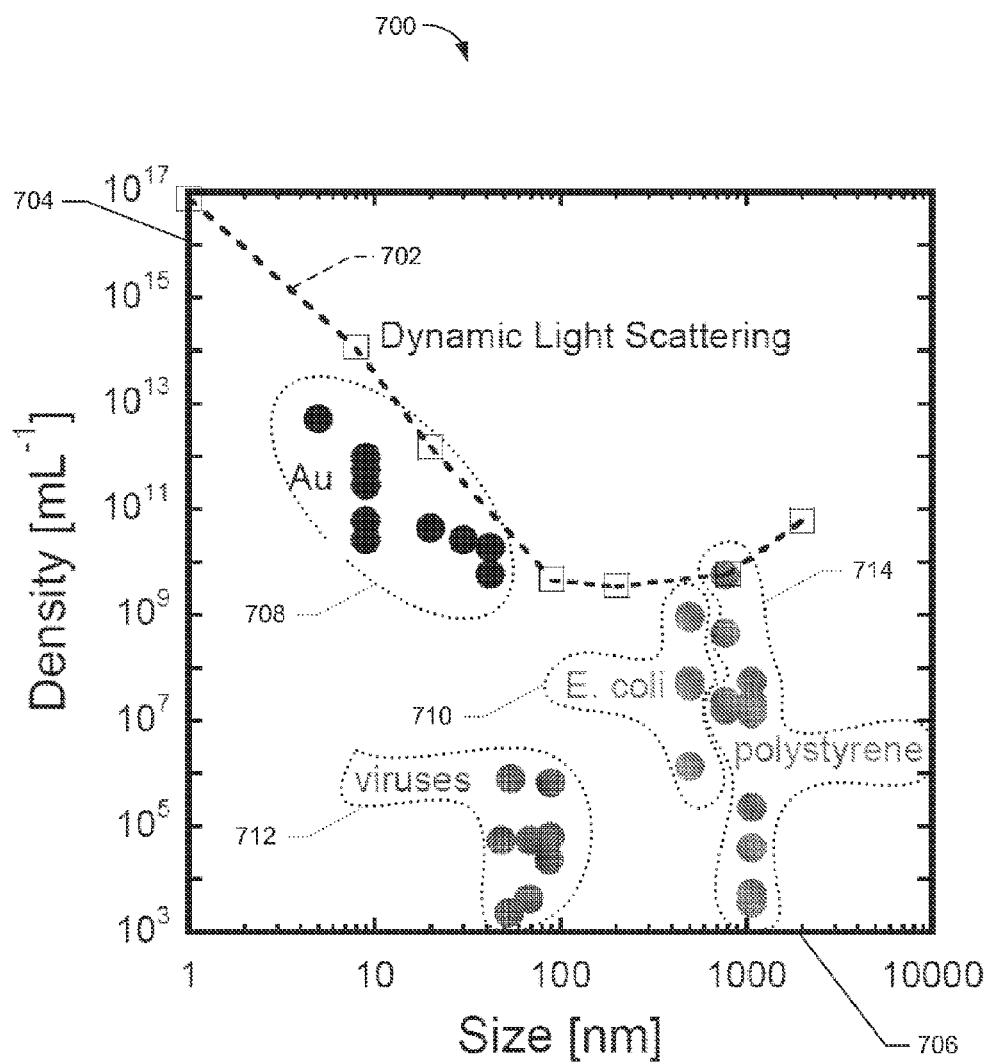 700
10^17
704
702
10^15
Dynamic Light Scattering
10^13
Au
10^11
714
10^9
708
E. coli
710
10^7
polystyrene
viruses
712
10^5
10^3
1 10 100 1000 10000
Density [mL^-1]
Size [nm]
706